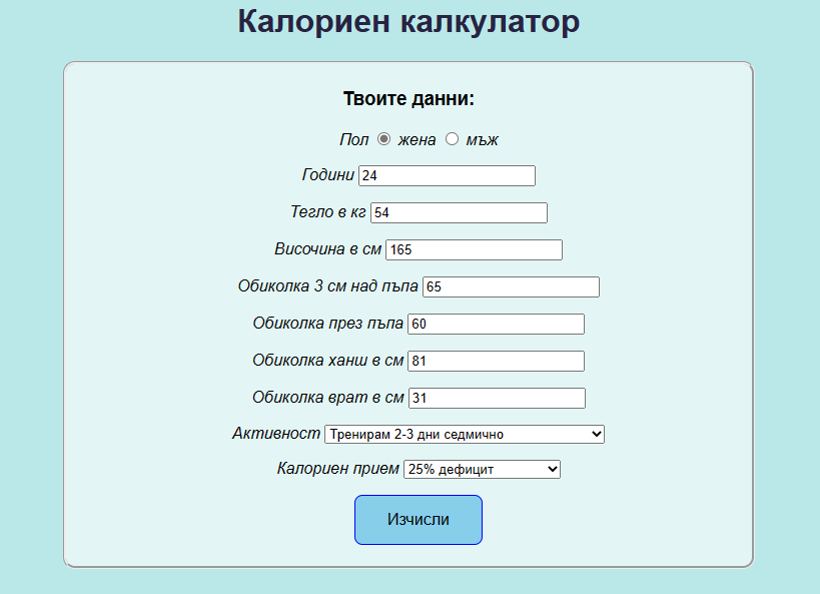 Калориен калкулатор
Твоите данни:
Пол жена мъж
Години 24
Тегло в кг 54
Височина в см 165
Обиколка 3 см над пъпа 65
Обиколка през пъпа 60
Обиколка ханш в см 81
Обиколка врат в см 31
Активност Тренирам 2-3 дни седмично
Калориен прием 25% дефицит
Изчисли